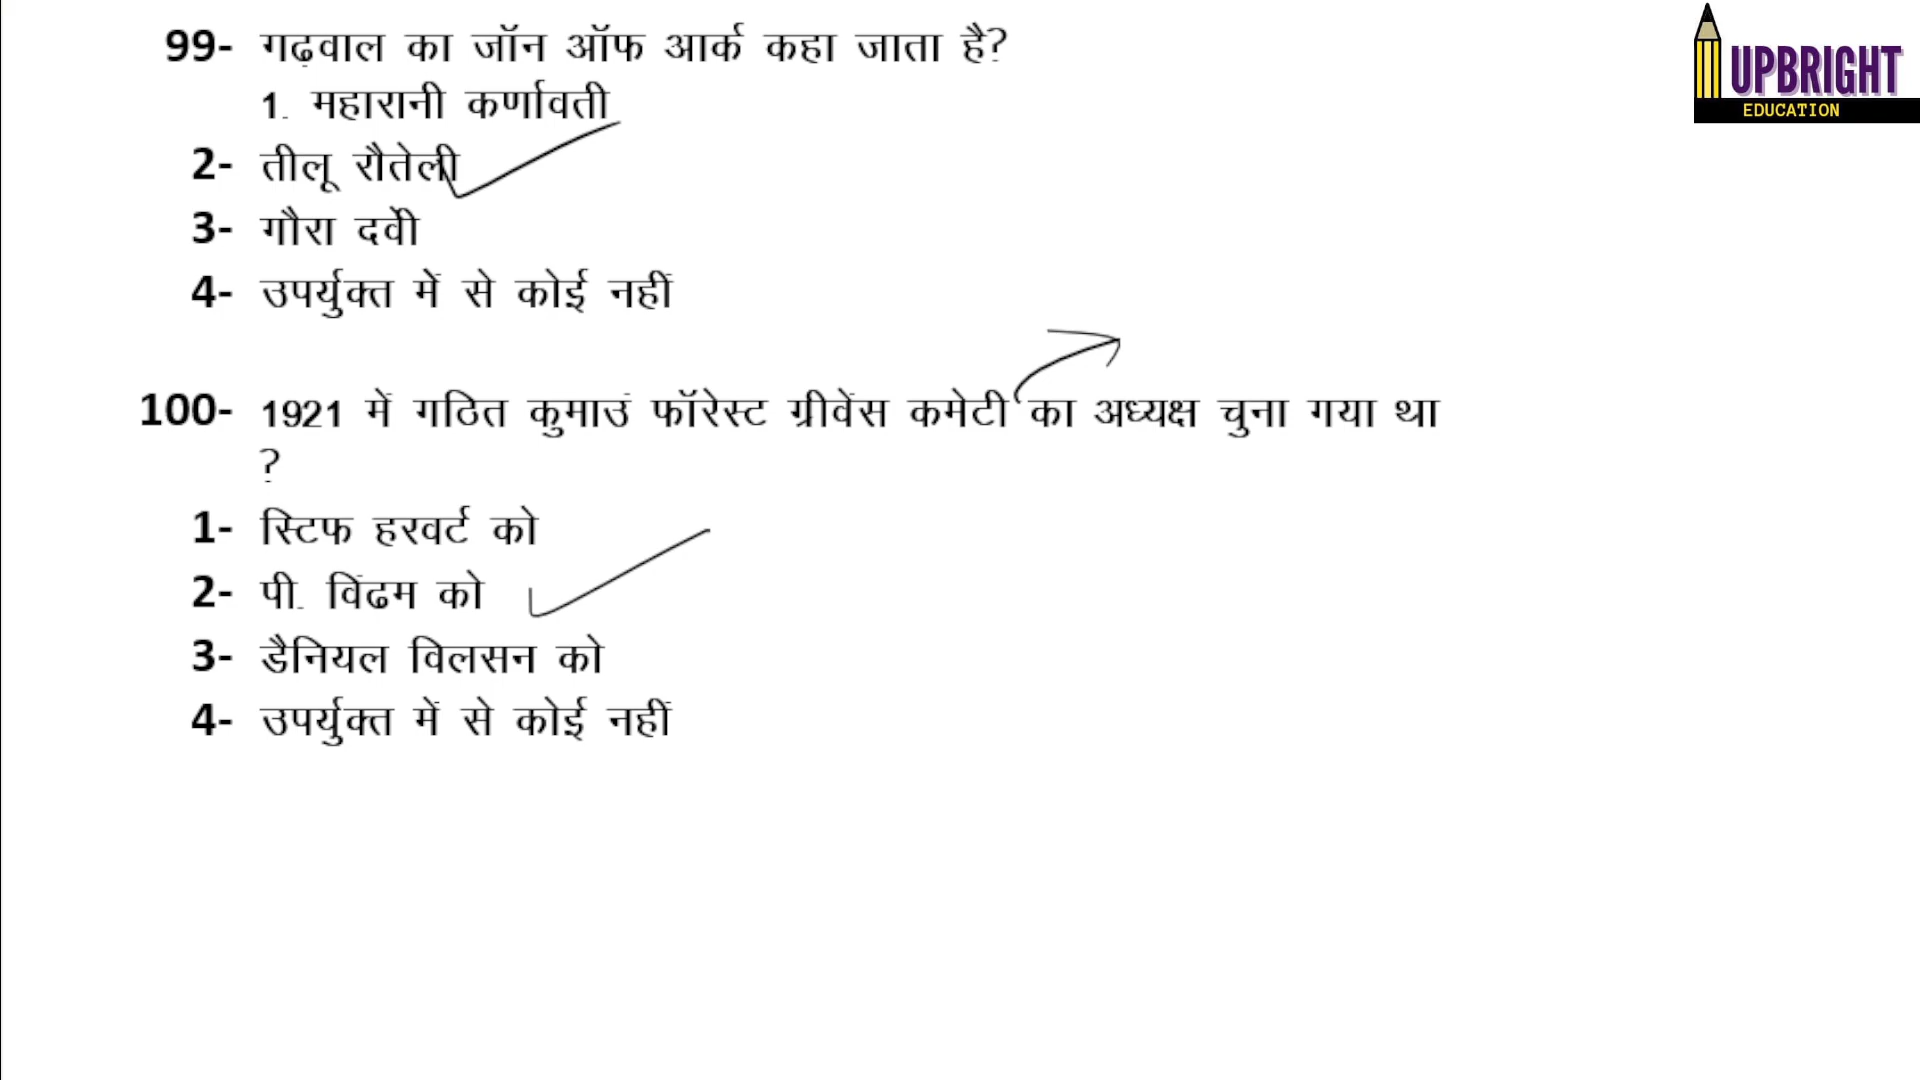 99- गढ़वाल का जॉन ऑफ आर्क कहा जाता है?
UPBRIGHT
EDUCATION
1. महारानी कर्णावती
2- तीलू रौतेली
3- गौरा दवेी
4- उपर्युक्त में से कोई नहीं
100- 1921 में गठित कुमाउं फॉरेस्ट ग्रीवेंस कमेटी का अध्यक्ष चुना गया था
?
1- स्टिफ हरवर्ट को
2- पी. विंढम को
3- डैनियल विलसन को
4- उपर्युक्त में से कोई नहीं